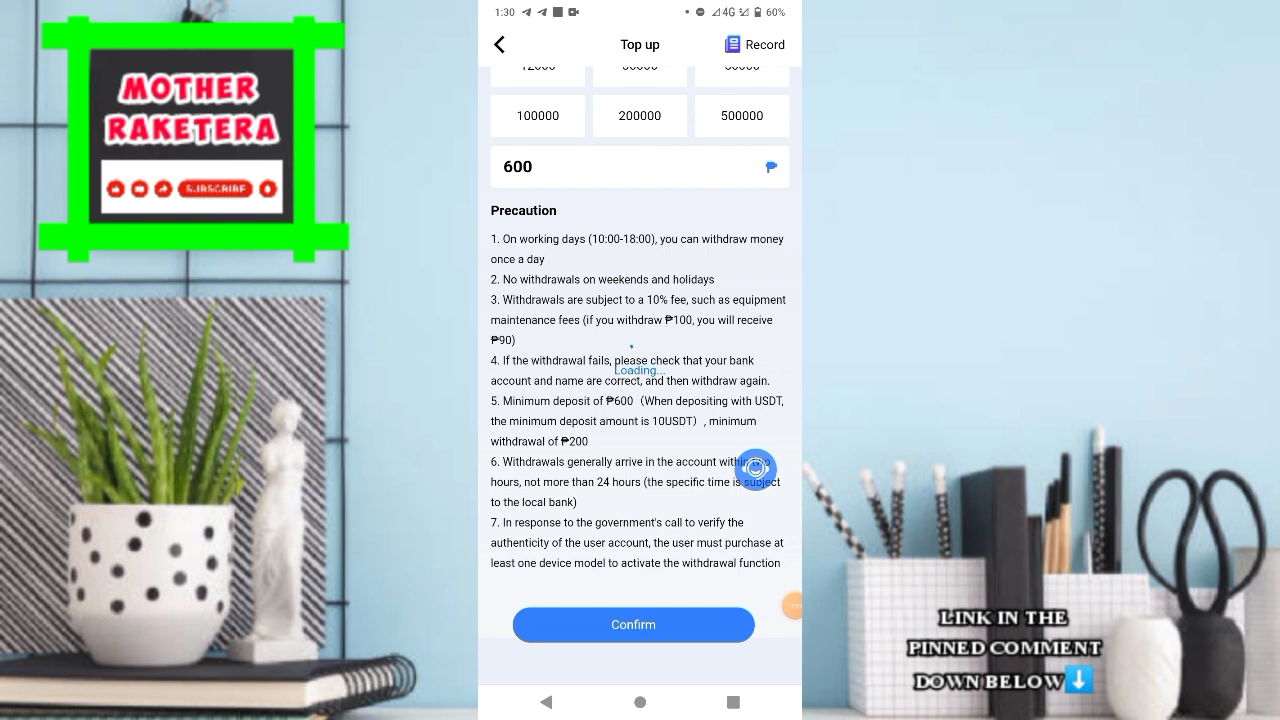 MOTHER
RAKETERA
SUBSCRIBE
1:30
4G
60%
Top up
Record
100000
200000
500000
600
Precaution
1. On working days (10:00-18:00), you can withdraw money
once a day
2. No withdrawals on weekends and holidays
3. Withdrawals are subject to a 10% fee, such as equipment
maintenance fees (if you withdraw ₱100, you will receive
₱90)
4. If the withdrawal fails, please check that your bank
Loading...
account and name are correct, and then withdraw again.
5. Minimum deposit of ₱600（When depositing with USDT,
the minimum deposit amount is 10USDT）, minimum
withdrawal of ₱200
6. Withdrawals generally arrive in the account within
hours, not more than 24 hours (the specific time is subject
to the local bank)
7. In response to the government's call to verify the
authenticity of the user account, the user must purchase at
least one device model to activate the withdrawal function
Confirm
LINK IN THE
PINNED COMMENT
DOWN BELOW⬇️